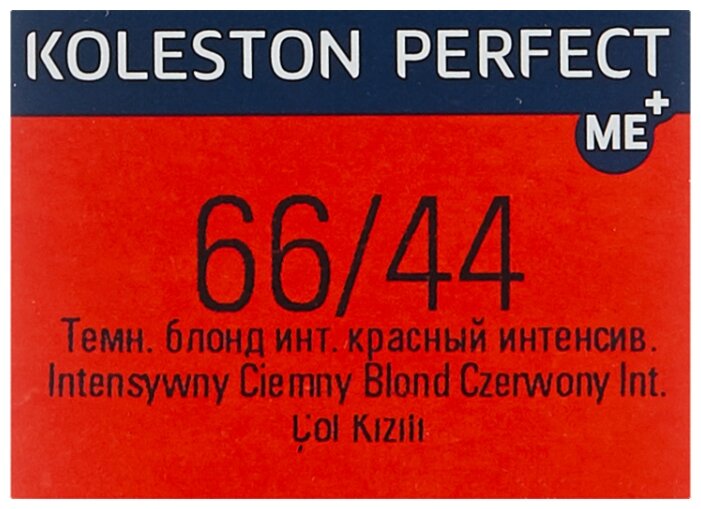 KOLESTON PERFECT
ME+
66/44
Темн. блонд инт. красный интенсив.
Intensywny Ciemny Blond Czerwony Int.
Çöl Kızılı